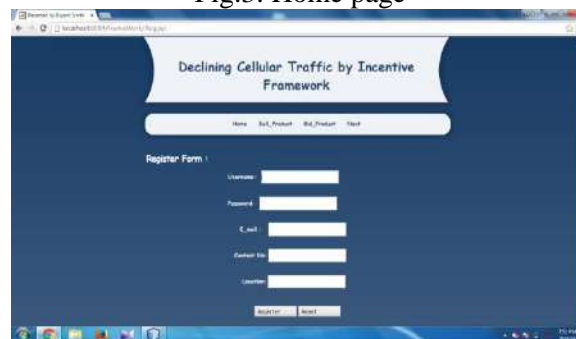 Fig.5. Home page
Declining Cellular Traffic by Incentive
Framework
Home Sell_Product Bid_Product Next
Register Form :
Username :
Password
E_mail :
Contact No:
Location:
Register Reset